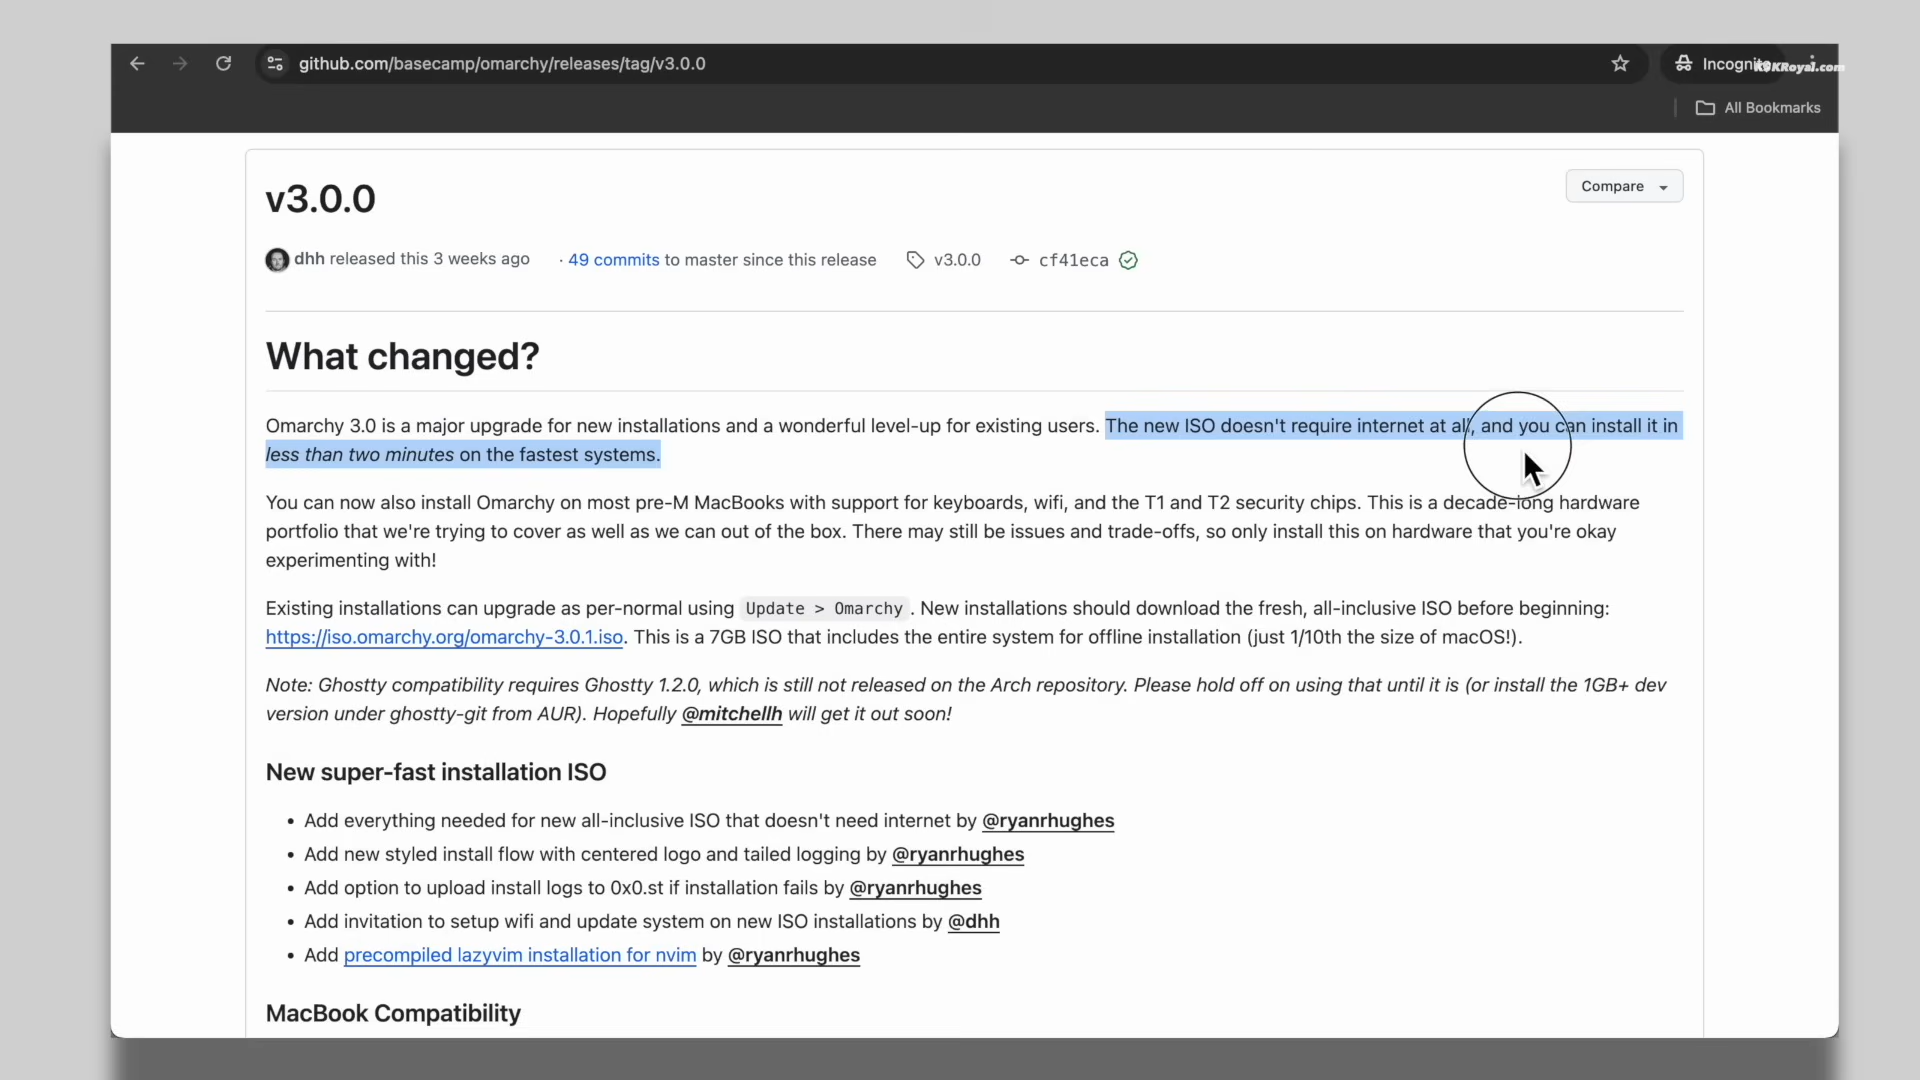 github.com/basecamp/omarchy/releases/tag/v3.0.0
Incognito
KSKRoyal.com
All Bookmarks
v3.0.0
Compare
dhh released this 3 weeks ago · 49 commits to master since this release v3.0.0 cf41eca
What changed?
Omarchy 3.0 is a major upgrade for new installations and a wonderful level-up for existing users. The new ISO doesn't require internet at all, and you can install it in
less than two minutes on the fastest systems.
You can now also install Omarchy on most pre-M MacBooks with support for keyboards, wifi, and the T1 and T2 security chips. This is a decade-long hardware
portfolio that we're trying to cover as well as we can out of the box. There may still be issues and trade-offs, so only install this on hardware that you're okay
experimenting with!
Existing installations can upgrade as per-normal using Update > Omarchy . New installations should download the fresh, all-inclusive ISO before beginning:
https://iso.omarchy.org/omarchy-3.0.1.iso. This is a 7GB ISO that includes the entire system for offline installation (just 1/10th the size of macOS!).
Note: Ghostty compatibility requires Ghostty 1.2.0, which is still not released on the Arch repository. Please hold off on using that until it is (or install the 1GB+ dev
version under ghostty-git from AUR). Hopefully @mitchellh will get it out soon!
New super-fast installation ISO
• Add everything needed for new all-inclusive ISO that doesn't need internet by @ryanrhughes
• Add new styled install flow with centered logo and tailed logging by @ryanrhughes
• Add option to upload install logs to 0x0.st if installation fails by @ryanrhughes
• Add invitation to setup wifi and update system on new ISO installations by @dhh
• Add precompiled lazyvim installation for nvim by @ryanrhughes
MacBook Compatibility